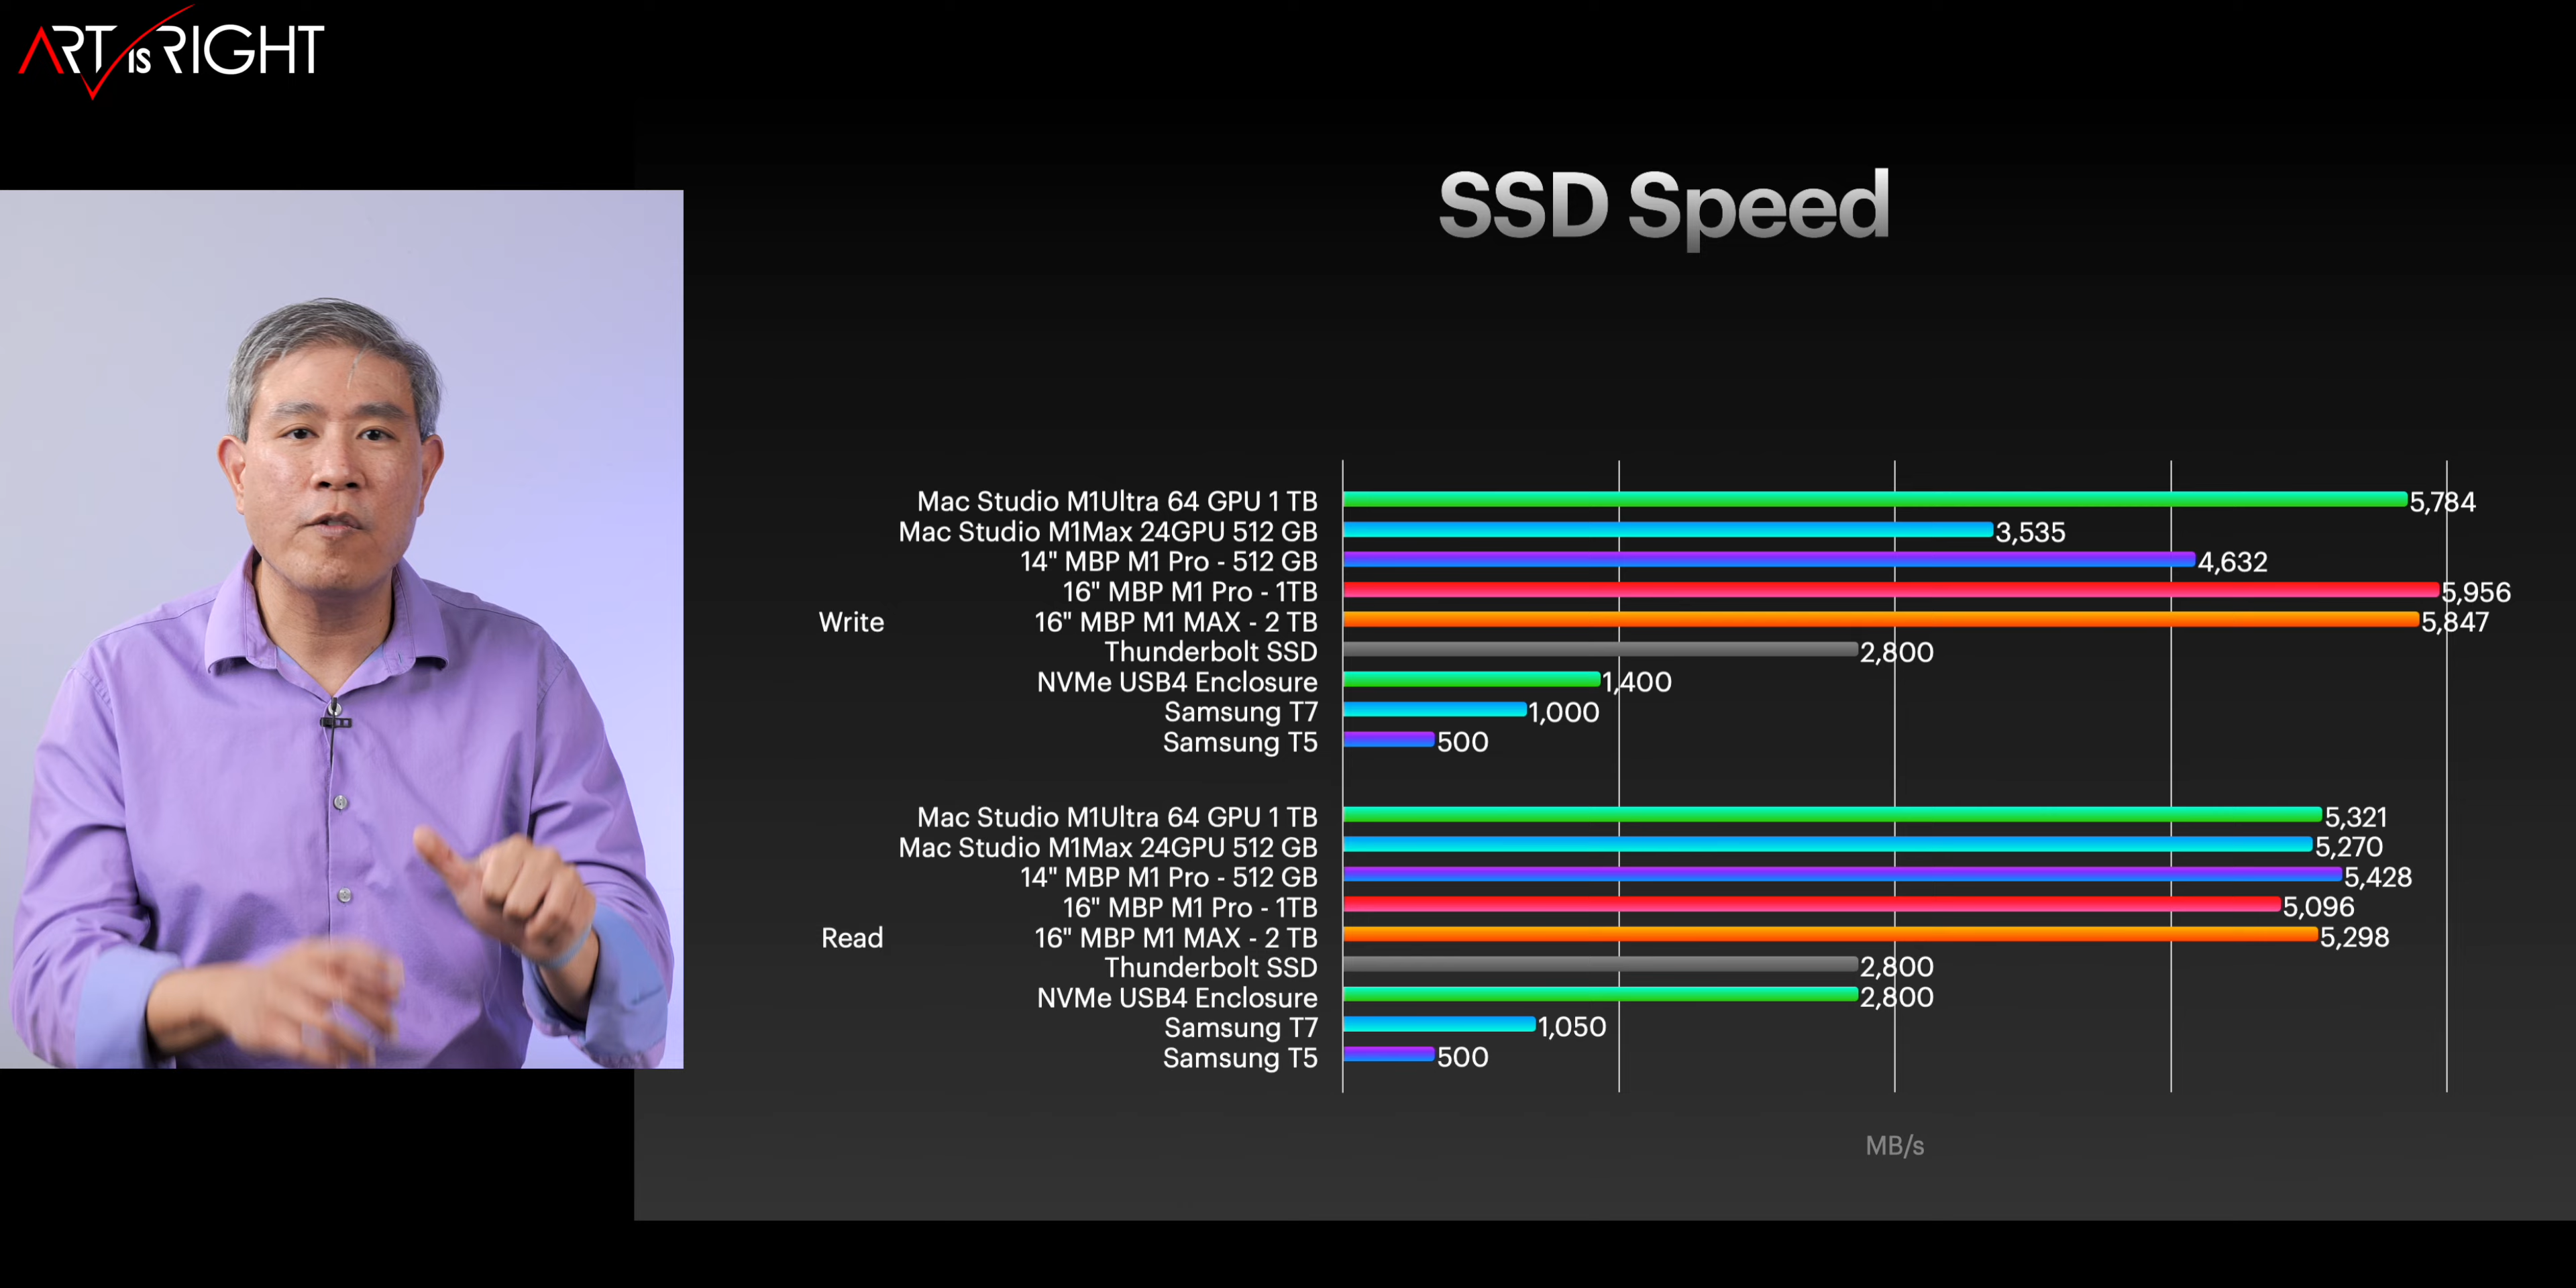 ART is RIGHT
SSD Speed
Write
Mac Studio M1Ultra 64 GPU 1 TB 5,784
Mac Studio M1Max 24GPU 512 GB 3,535
14" MBP M1 Pro - 512 GB 4,632
16" MBP M1 Pro - 1TB 5,956
16" MBP M1 MAX - 2 TB 5,847
Thunderbolt SSD 2,800
NVMe USB4 Enclosure 1,400
Samsung T7 1,000
Samsung T5 500
Read
Mac Studio M1Ultra 64 GPU 1 TB 5,321
Mac Studio M1Max 24GPU 512 GB 5,270
14" MBP M1 Pro - 512 GB 5,428
16" MBP M1 Pro - 1TB 5,096
16" MBP M1 MAX - 2 TB 5,298
Thunderbolt SSD 2,800
NVMe USB4 Enclosure 2,800
Samsung T7 1,050
Samsung T5 500
MB/s